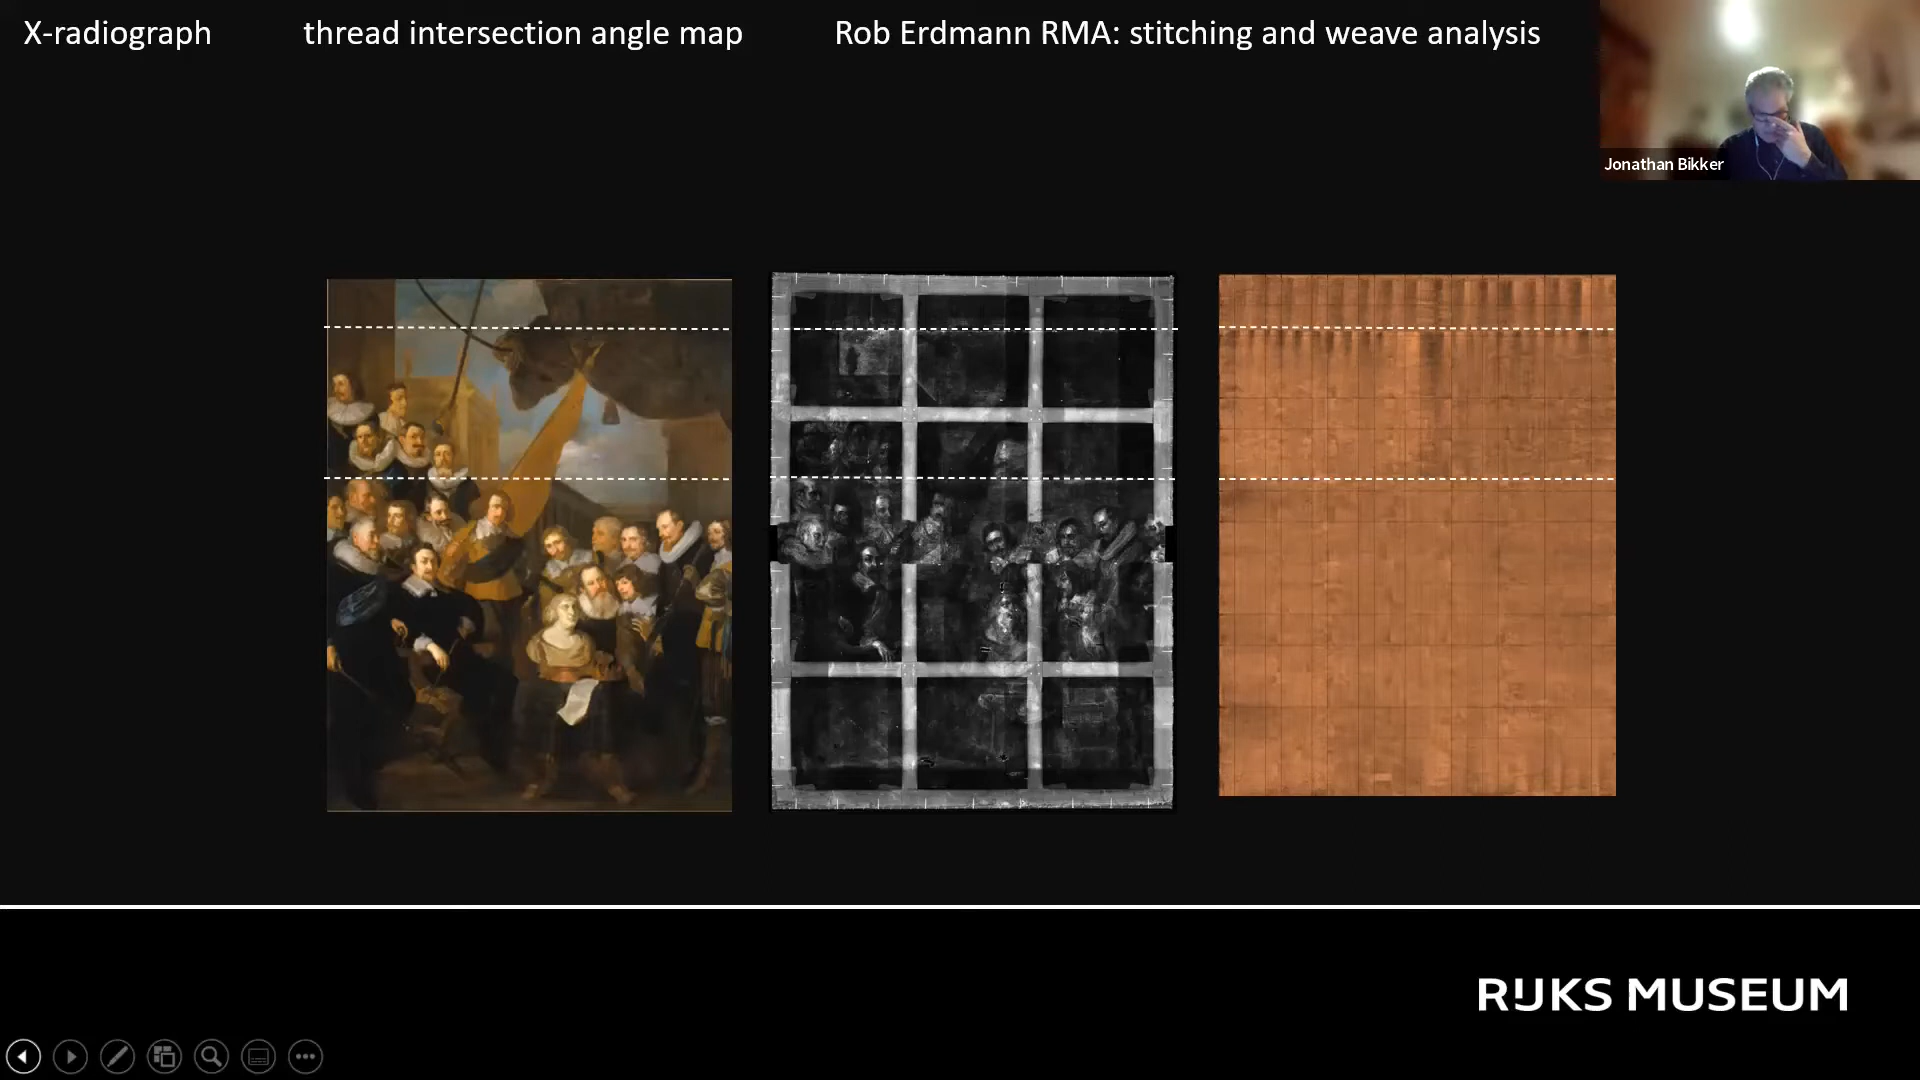 X-radiograph thread intersection angle map Rob Erdmann RMA: stitching and weave analysis
Jonathan Bikker
RIJKS MUSEUM